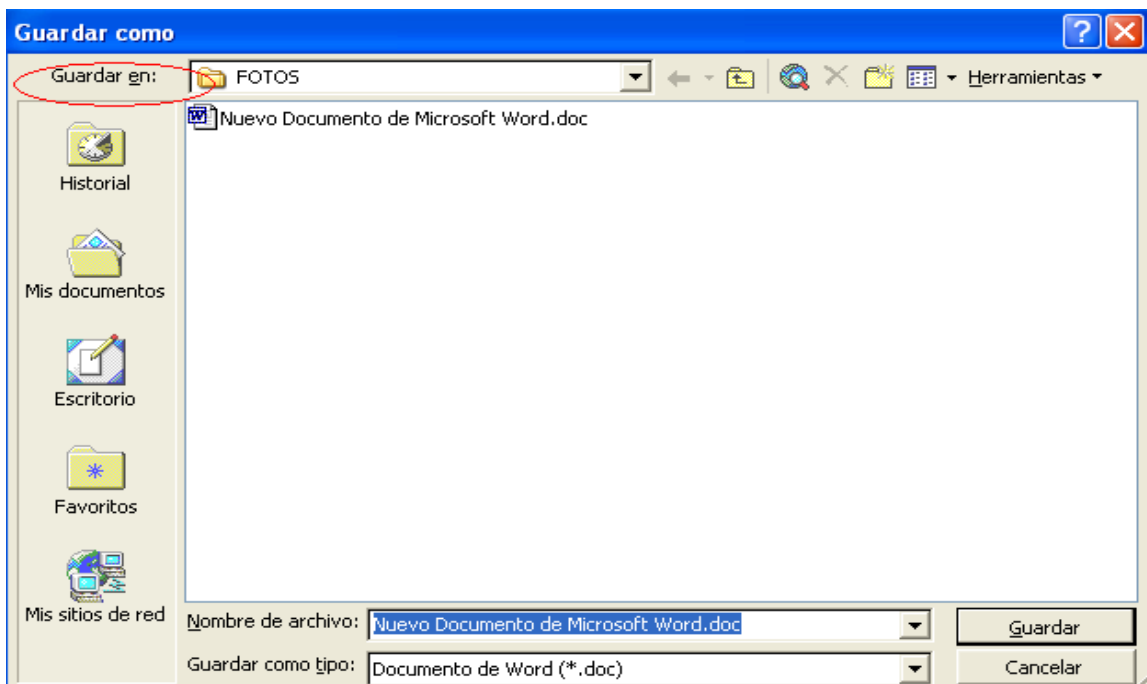 Guardar como
Guardar en: FOTOS Herramientas
Nuevo Documento de Microsoft Word.doc
Historial
Mis documentos
Escritorio
Favoritos
Mis sitios de red
Nombre de archivo: Nuevo Documento de Microsoft Word.doc Guardar
Guardar como tipo: Documento de Word (*.doc) Cancelar